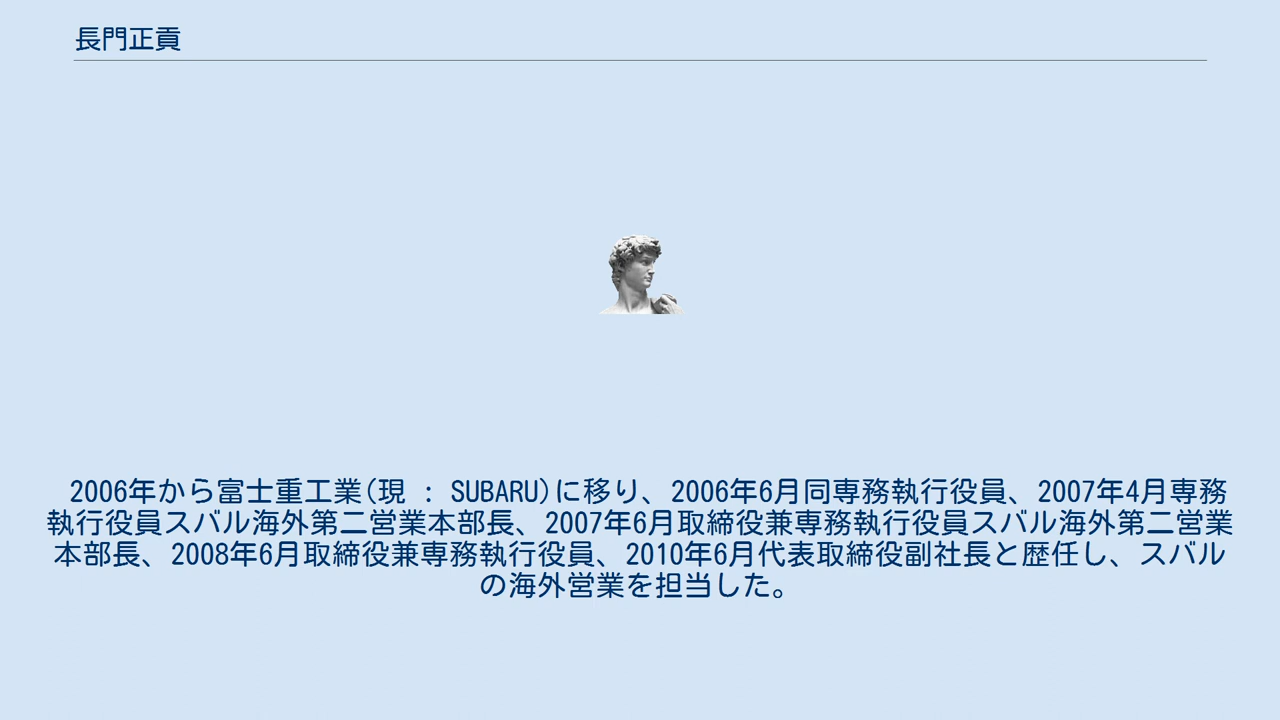 長門正貢
2006年から富士重工業(現 : SUBARU)に移り、2006年6月同専務執行役員、2007年4月専務
執行役員スバル海外第二営業本部長、2007年6月取締役兼専務執行役員スバル海外第二営業
本部長、2008年6月取締役兼専務執行役員、2010年6月代表取締役副社長と歴任し、スバル
の海外営業を担当した。